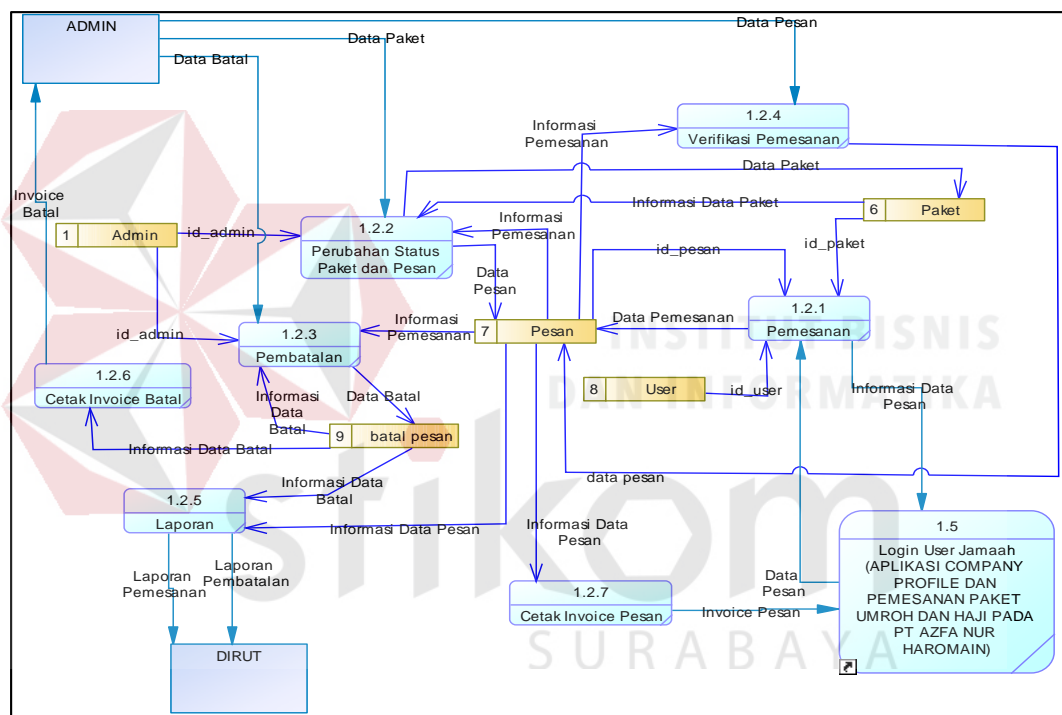 ADMIN
Data Pesan
Data Paket
Data Batal
1.2.4
Verifikasi Pemesanan
Informasi
Pemesanan
Data Paket
Invoice
Batal
Informasi Data Paket
6 Paket
1 Admin
id_admin
1.2.2
Perubahan Status
Paket dan Pesan
Informasi
Pemesanan
id_pesan
id_paket
Data
Pesan
1.2.1
Pemesanan
id_admin
1.2.3
Pembatalan
Informasi
Pemesanan
7 Pesan
Data Pemesanan
INSTITUT BISNIS
DAN INFORMATIKA
1.2.6
Cetak Invoice Batal
Informasi
Data
Batal
Data Batal
8 User
id_user
Informasi Data
Pesan
9 batal pesan
Informasi Data Batal
data pesan
Informasi Data
Batal
stikom
1.2.5
Laporan
Informasi Data Pesan
Informasi Data
Pesan
1.5
Login User Jamaah
(APLIKASI COMPANY
PROFILE DAN
PEMESANAN PAKET
UMROH DAN HAJI PADA
PT AZFA NUR
HAROMAIN)
Laporan
Pemesanan
Laporan
Pembatalan
Data
Pesan
1.2.7
Cetak Invoice Pesan
Invoice Pesan
SURABAYA
DIRUT